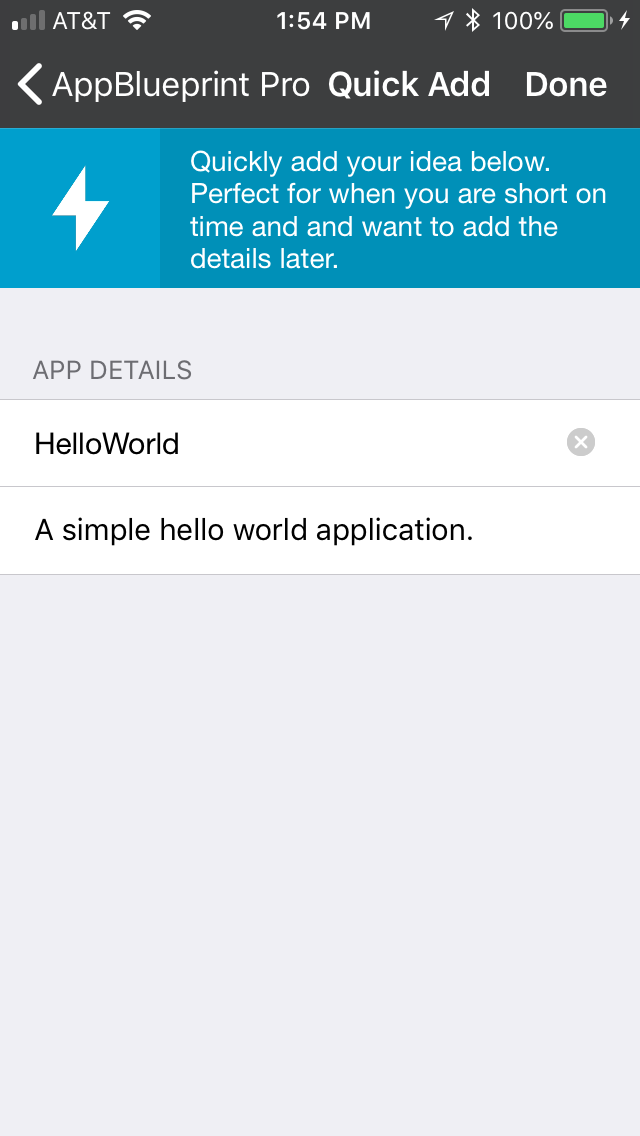 AT&T 1:54 PM 100%
AppBlueprint Pro Quick Add Done
Quickly add your idea below.
Perfect for when you are short on
time and and want to add the
details later.
APP DETAILS
HelloWorld
A simple hello world application.